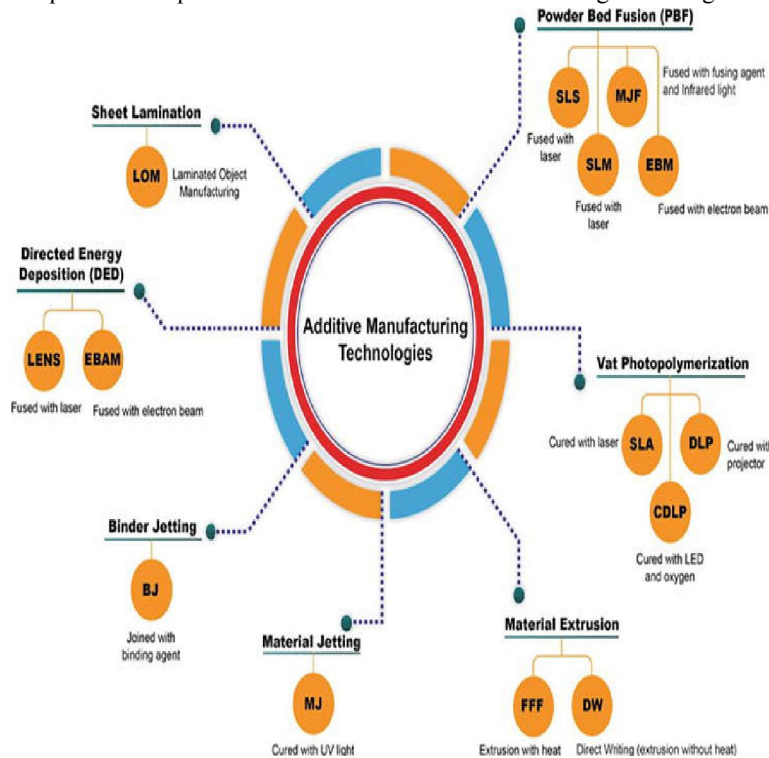 Powder Bed Fusion (PBF)
SLS
MJF
Fused with fusing agent
and Infrared light
Fused with
laser
SLM
EBM
Fused with
laser
Fused with electron beam
Sheet Lamination
LOM
Laminated Object
Manufacturing
Directed Energy
Deposition (DED)
LENS
EBAM
Fused with laser
Fused with electron beam
Additive Manufacturing
Technologies
Vat Photopolymerization
Cured with laser
SLA
DLP
Cured with
projector
CDLP
Cured with LED
and oxygen
Binder Jetting
BJ
Joined with
binding agent
Material Jetting
MJ
Cured with UV light
Material Extrusion
FFF
DW
Extrusion with heat
Direct Writing (extrusion without heat)